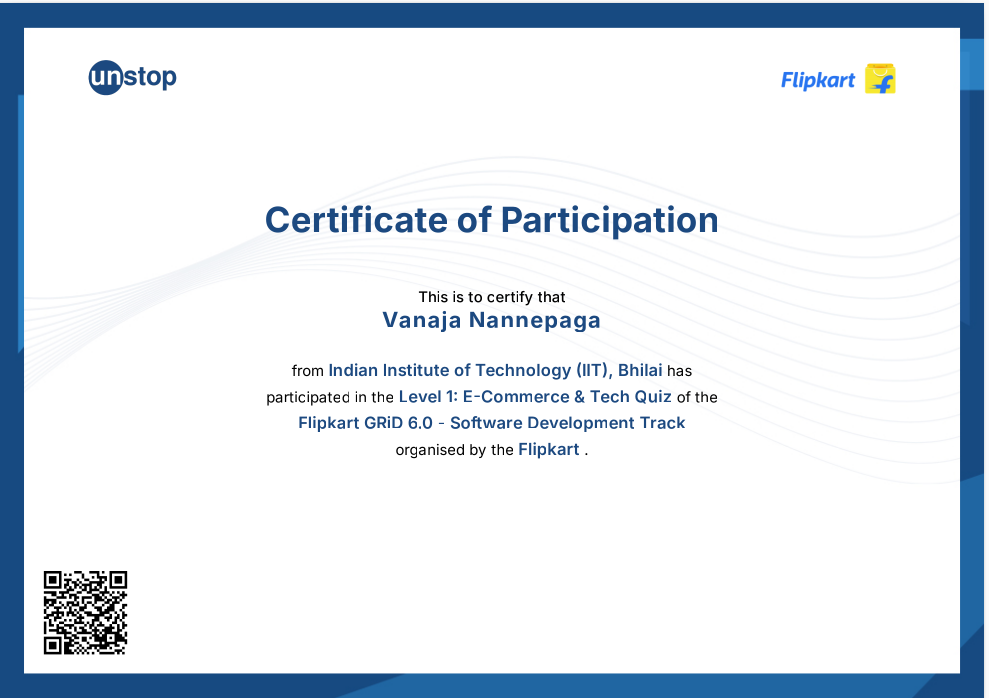 unstop
Flipkart
Certificate of Participation
This is to certify that
Vanaja Nannepaga
from Indian Institute of Technology (IIT), Bhilai has
participated in the Level 1: E-Commerce & Tech Quiz of the
Flipkart GRiD 6.0 - Software Development Track
organised by the Flipkart .